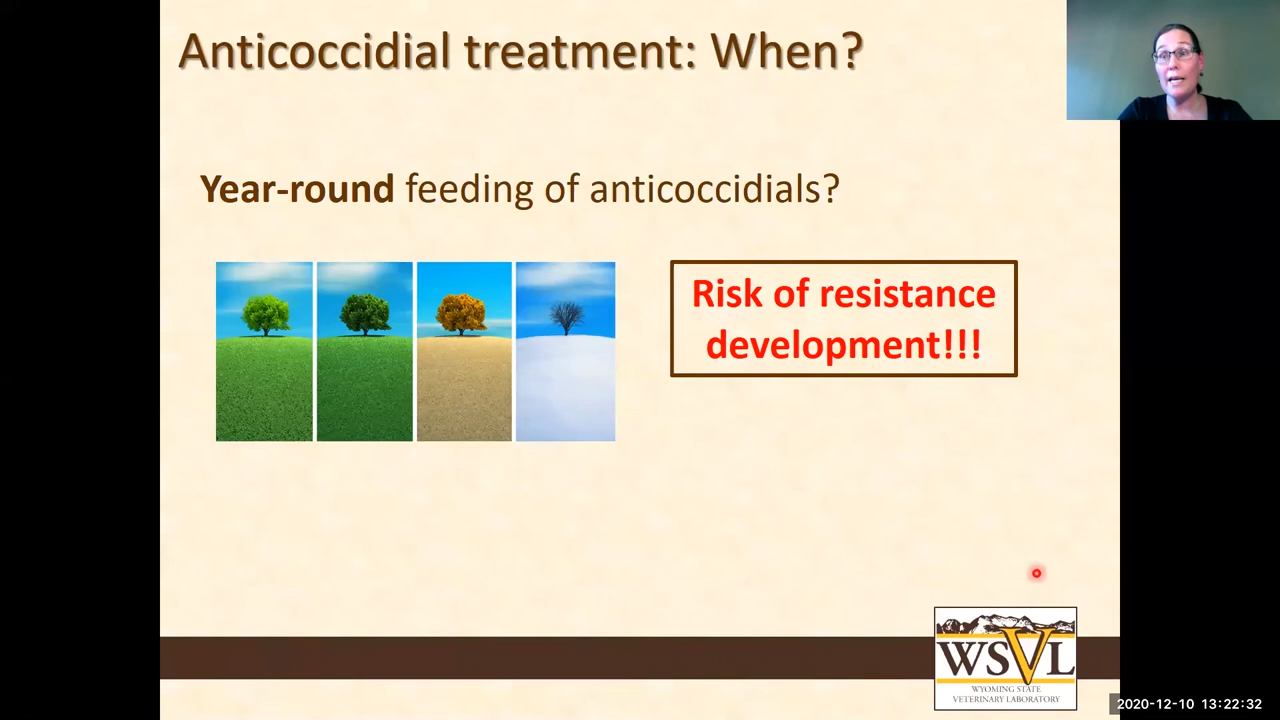 Anticoccidial treatment: When?
Year-round feeding of anticoccidials?
Risk of resistance
development!!!
WSVL
WYOMING STATE
VETERINARY LABORATORY
2020-12-10 13:22:32